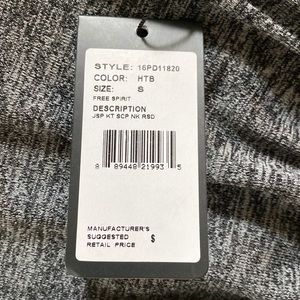 STYLE: 16PD11820
COLOR: HTB
SIZE: S
FREE SPIRIT
DESCRIPTION
JSP KT SCP NK RSD
8 89448 21993 5
MANUFACTURER'S
SUGGESTED
RETAIL PRICE $